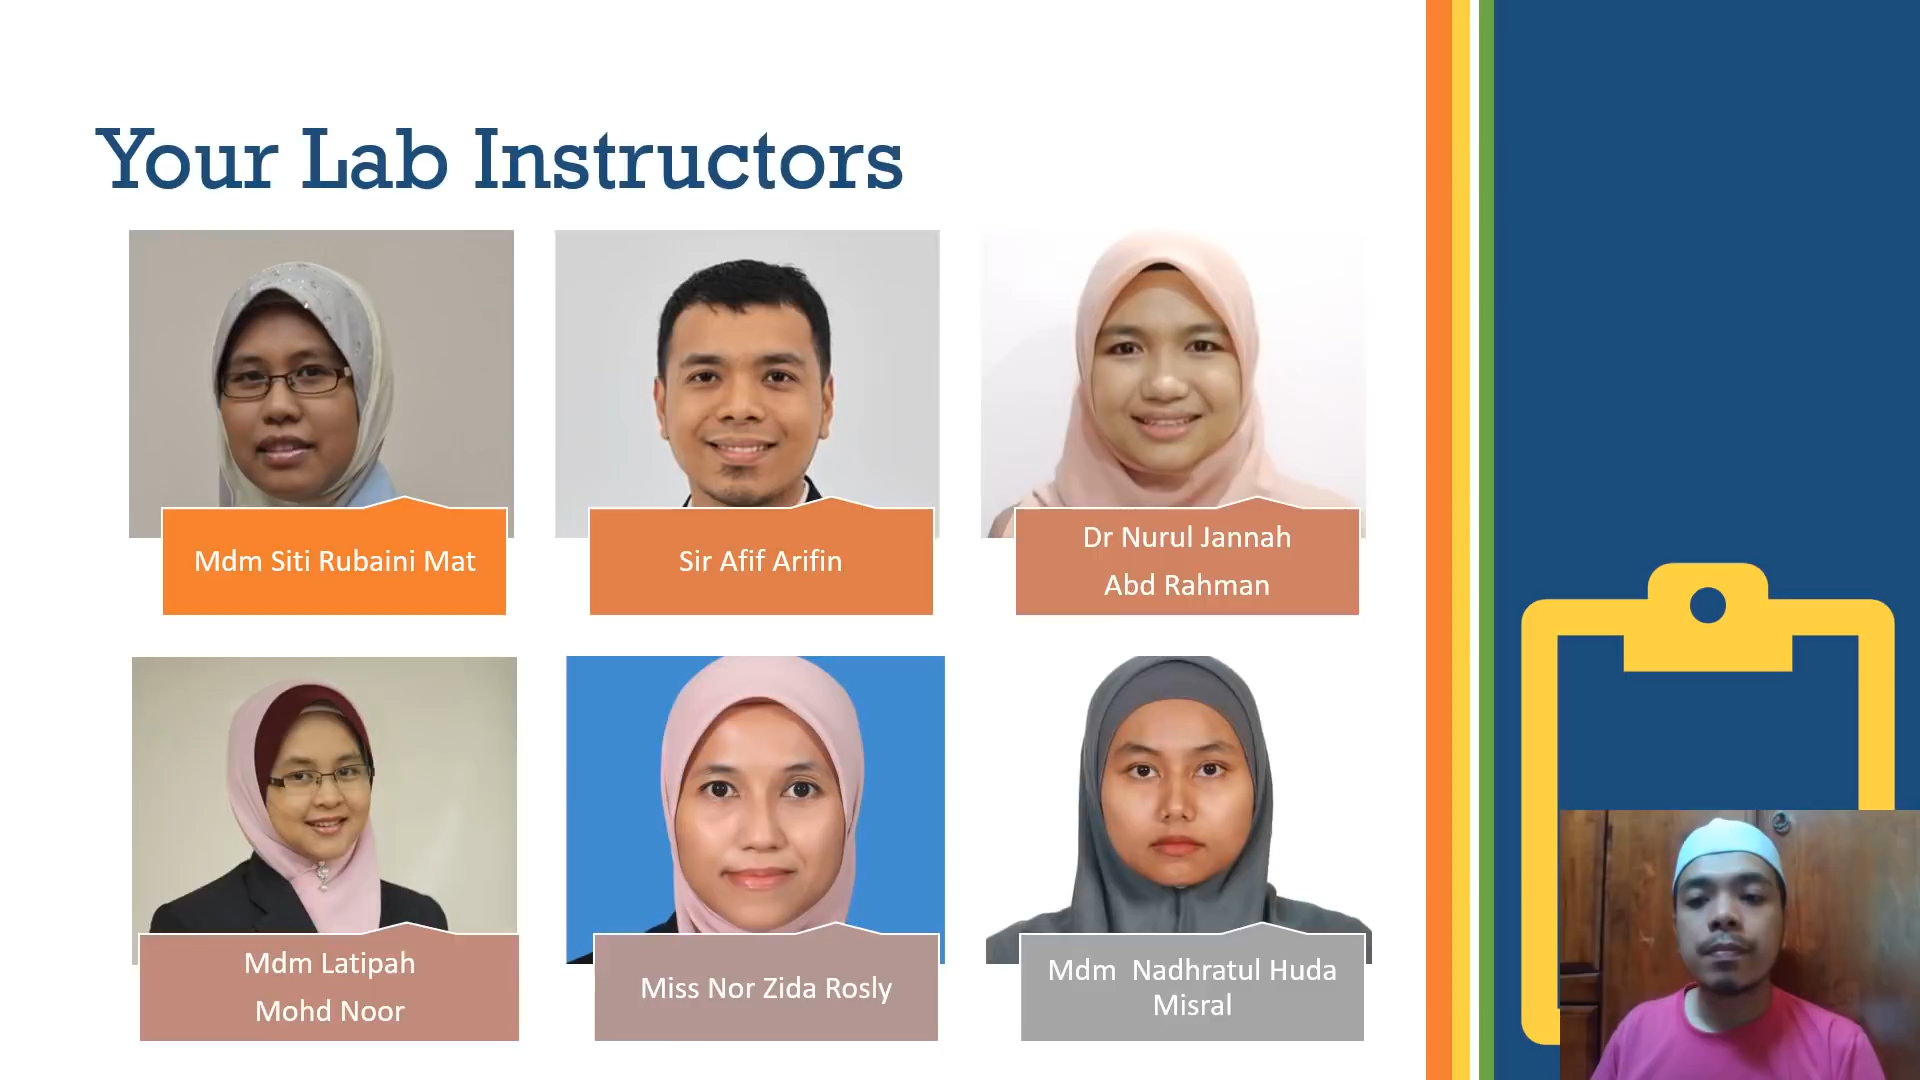 Your Lab Instructors
Mdm Siti Rubaini Mat
Sir Afif Arifin
Dr Nurul Jannah
Abd Rahman
Mdm Latipah
Mohd Noor
Miss Nor Zida Rosly
Mdm  Nadhratul Huda
Misral